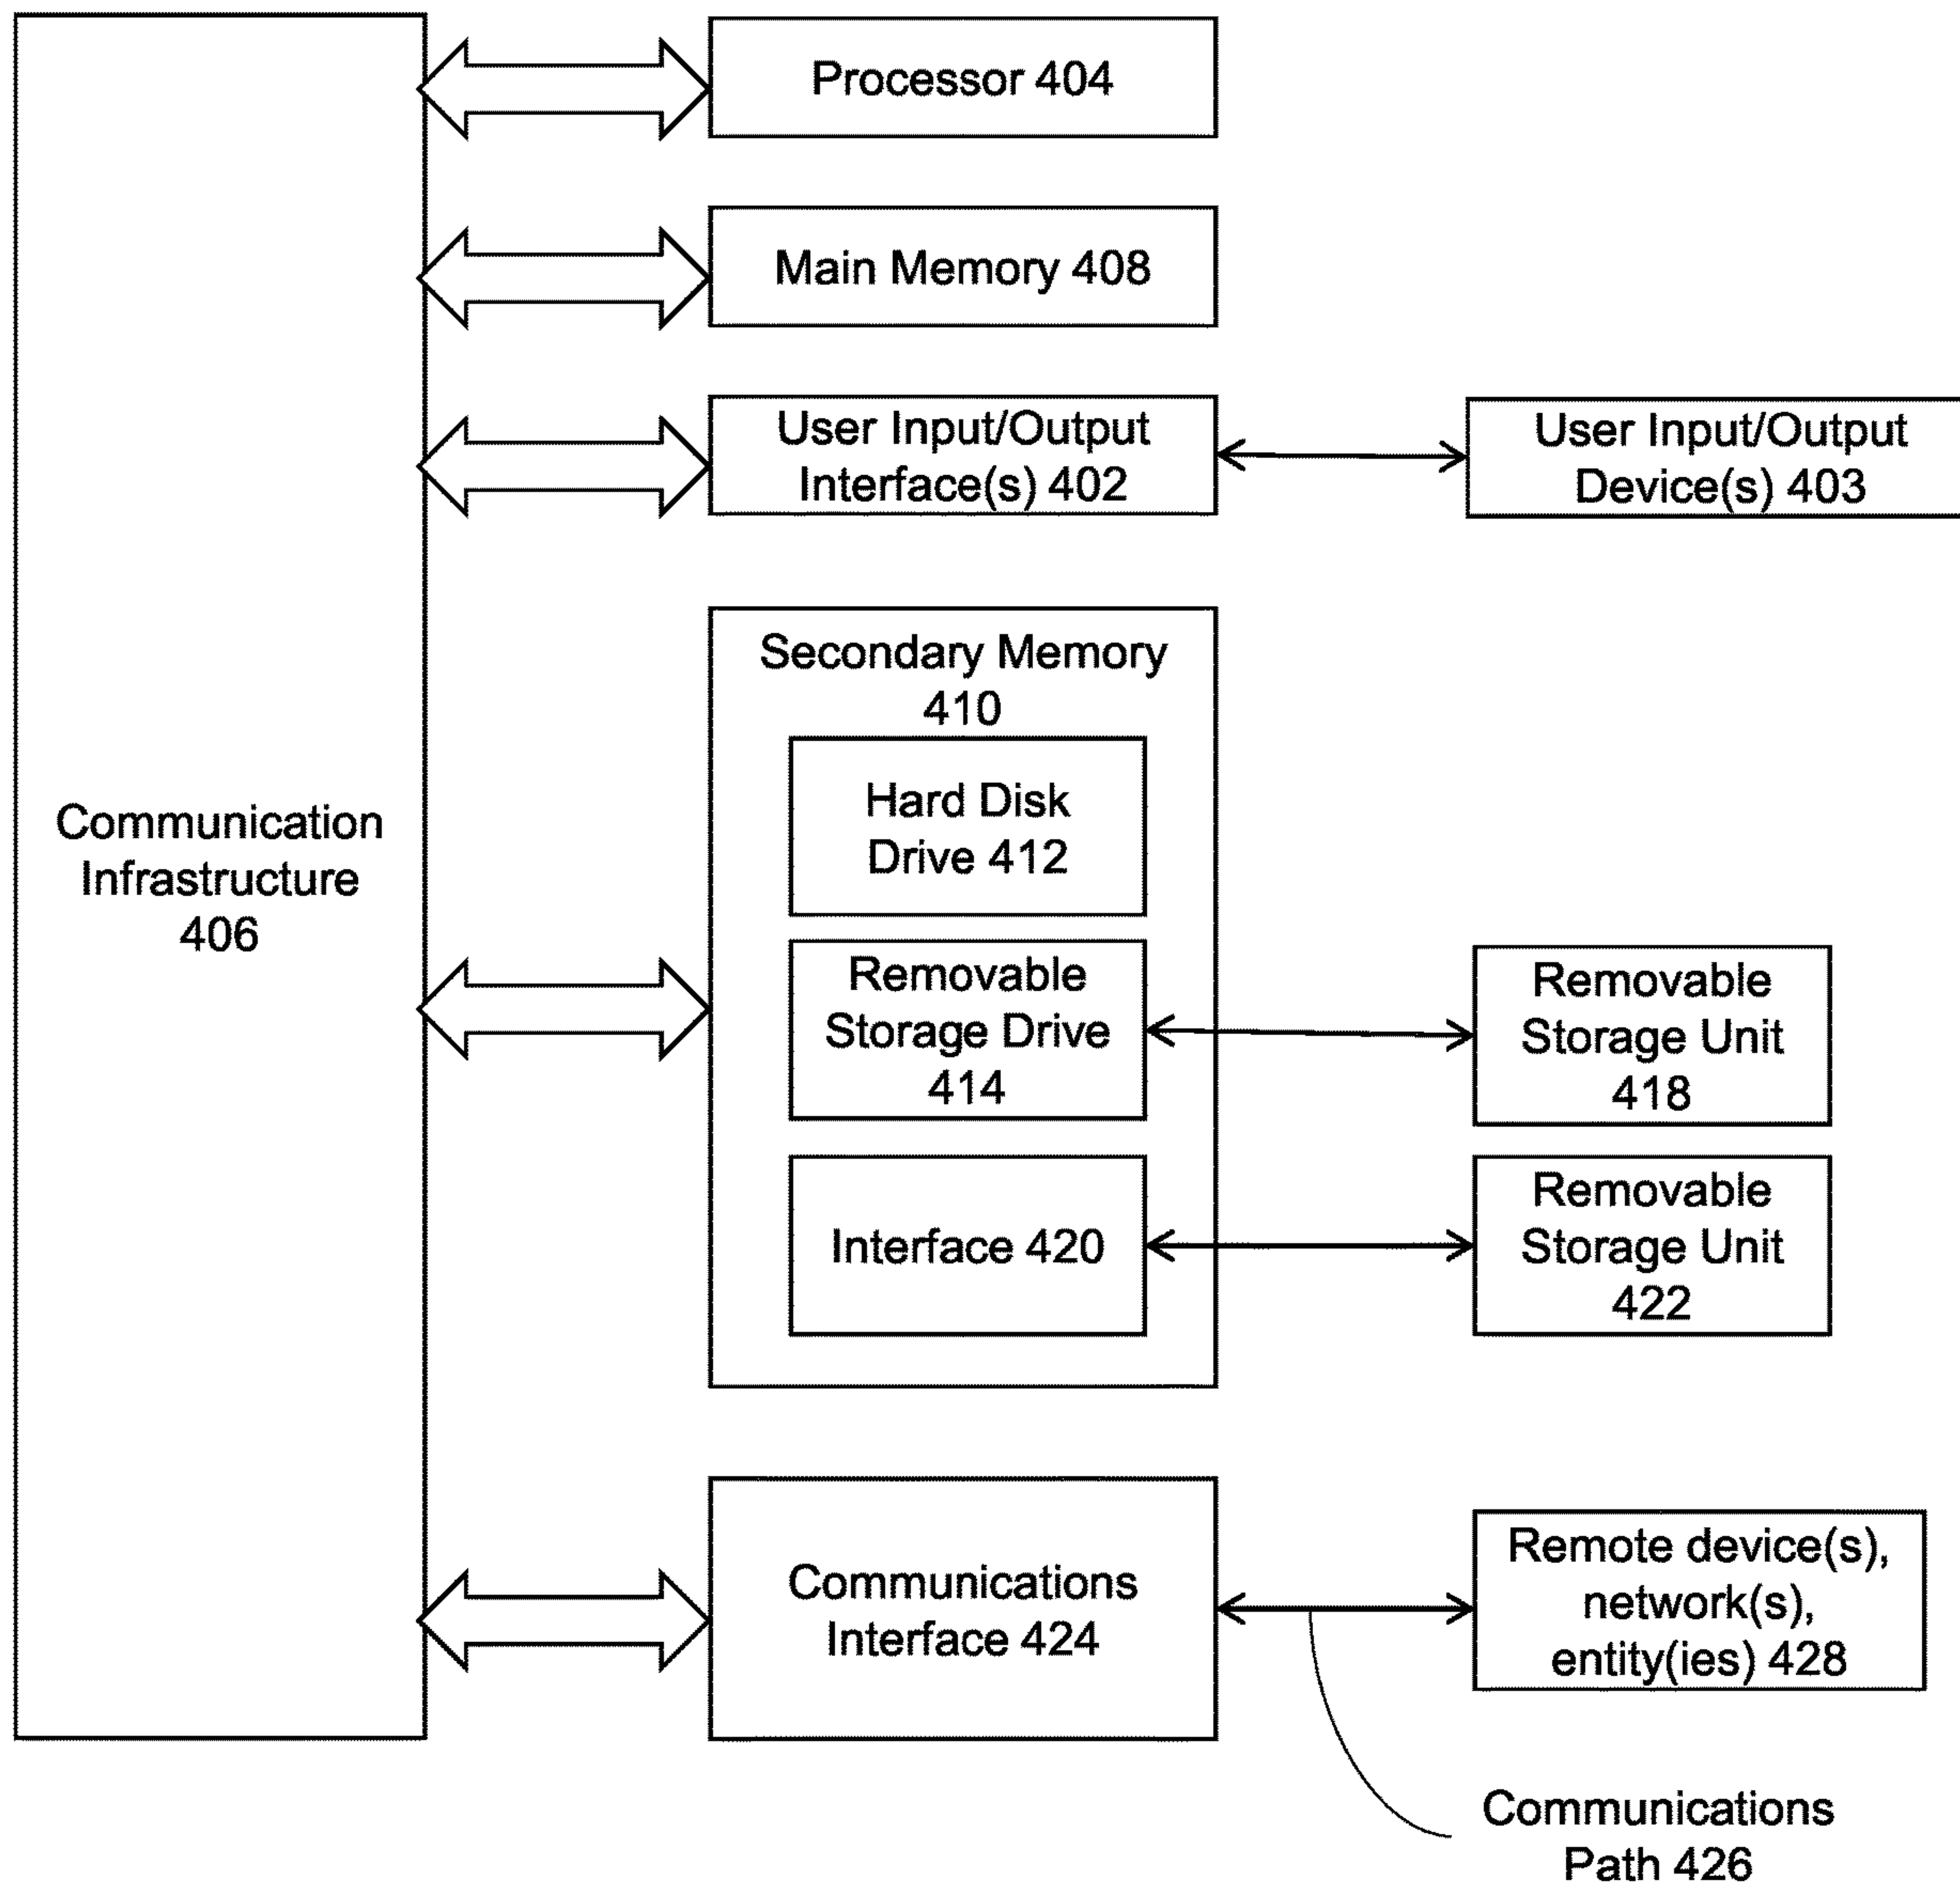 Processor 404
Main Memory 408
User Input/Output
Interface(s) 402
User Input/Output
Device(s) 403
Communication
Infrastructure
406
Secondary Memory
410
Hard Disk
Drive 412
Removable
Storage Drive
414
Removable
Storage Unit
418
Interface 420
Removable
Storage Unit
422
Communications
Interface 424
Remote device(s),
network(s),
entity(ies) 428
Communications
Path 426